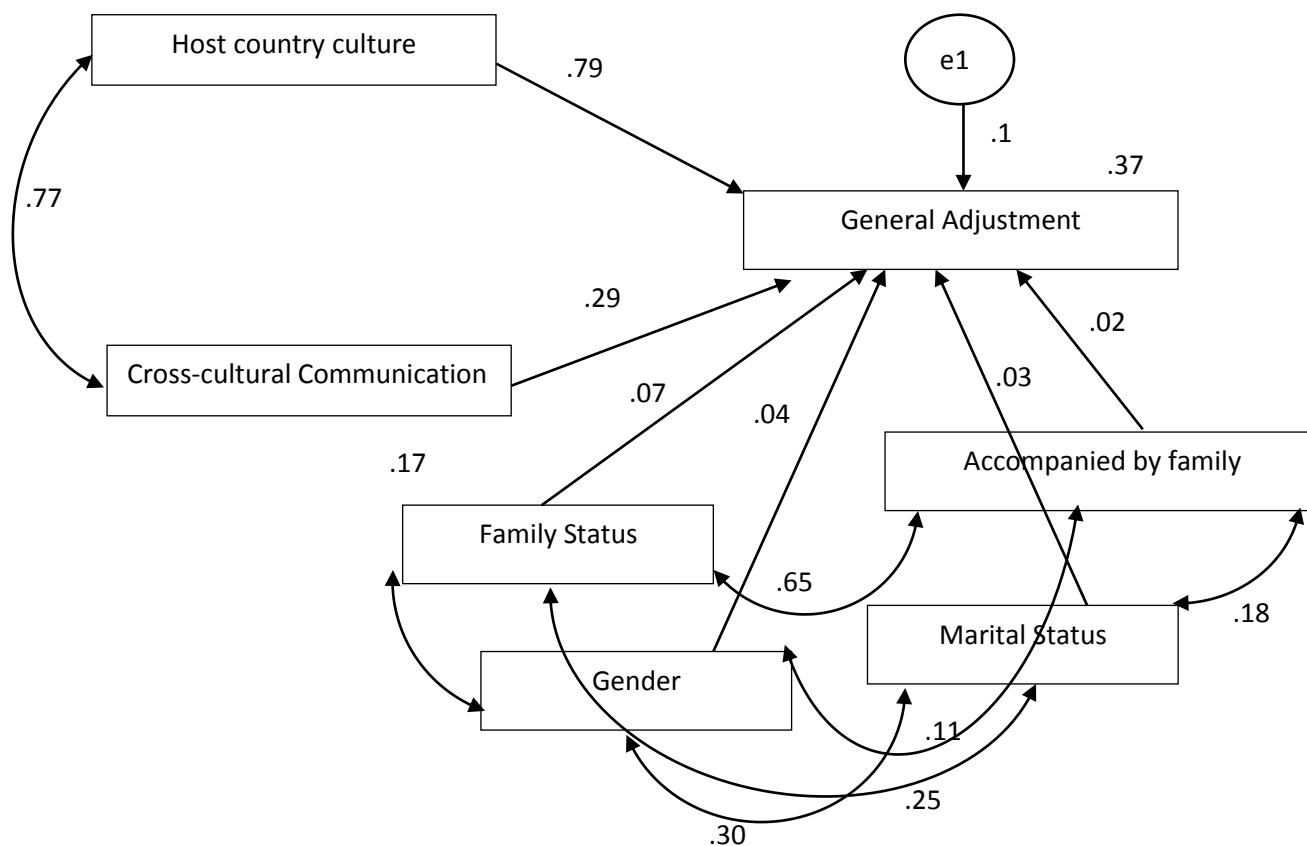 Host country culture
e1
.79
.1
.37
.77
General Adjustment
.29
.02
Cross-cultural Communication
.07
.03
.04
.17
Accompanied by family
Family Status
.65
.18
Marital Status
Gender
.11
.25
.30